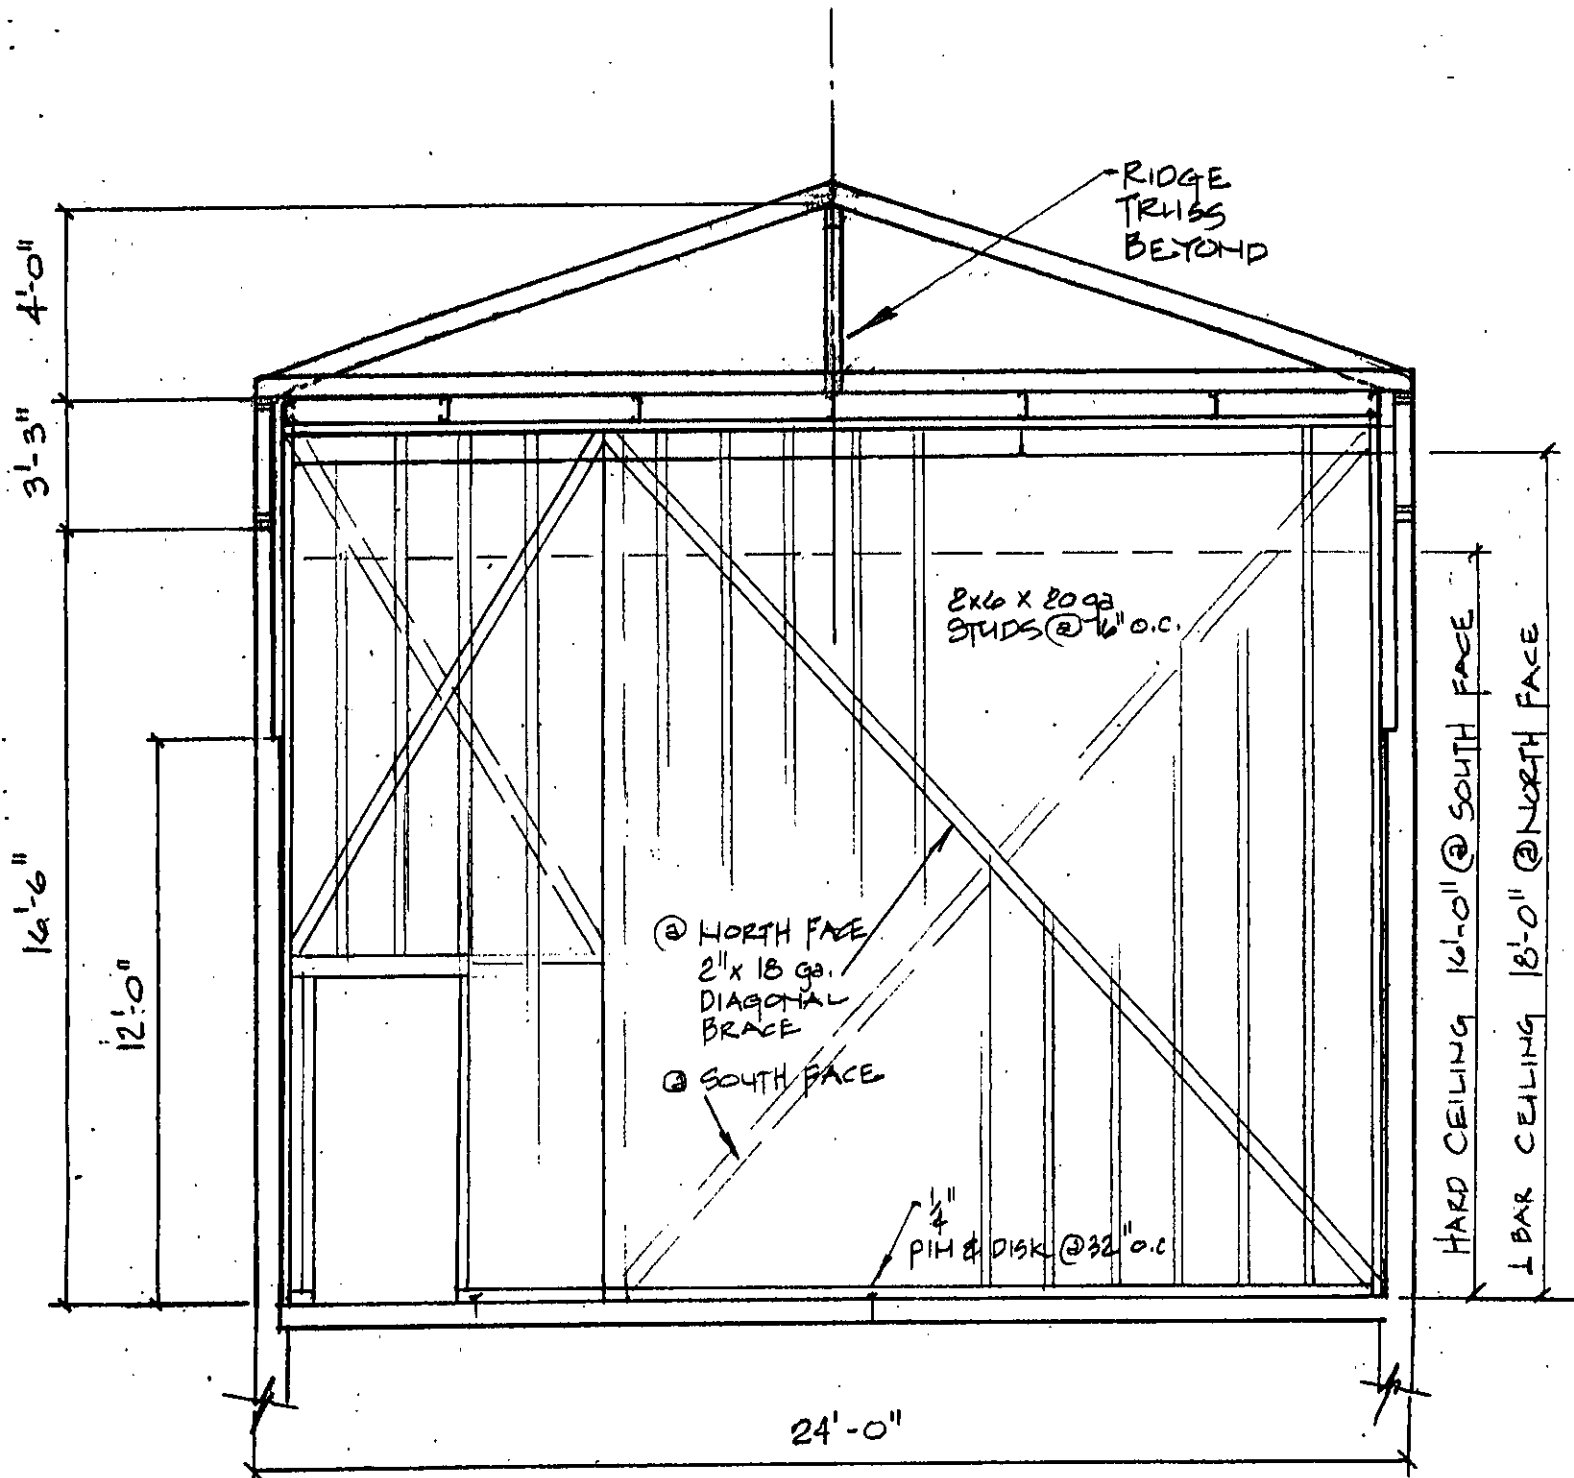 RIDGE
TRUSS
BEYOND
4'-0"
3'-3"
16'-6"
12'-0"
2x6 x 20 ga
STUDS @ 16" o.c.
@ NORTH FACE
2" x 18 ga.
DIAGONAL
BRACE
@ SOUTH FACE
1/4"
PIN & DISK @ 32" o.c
HARD CEILING 16'-0" @ SOUTH FACE
⊥ BAR CEILING 18'-0" @ NORTH FACE
24'-0"